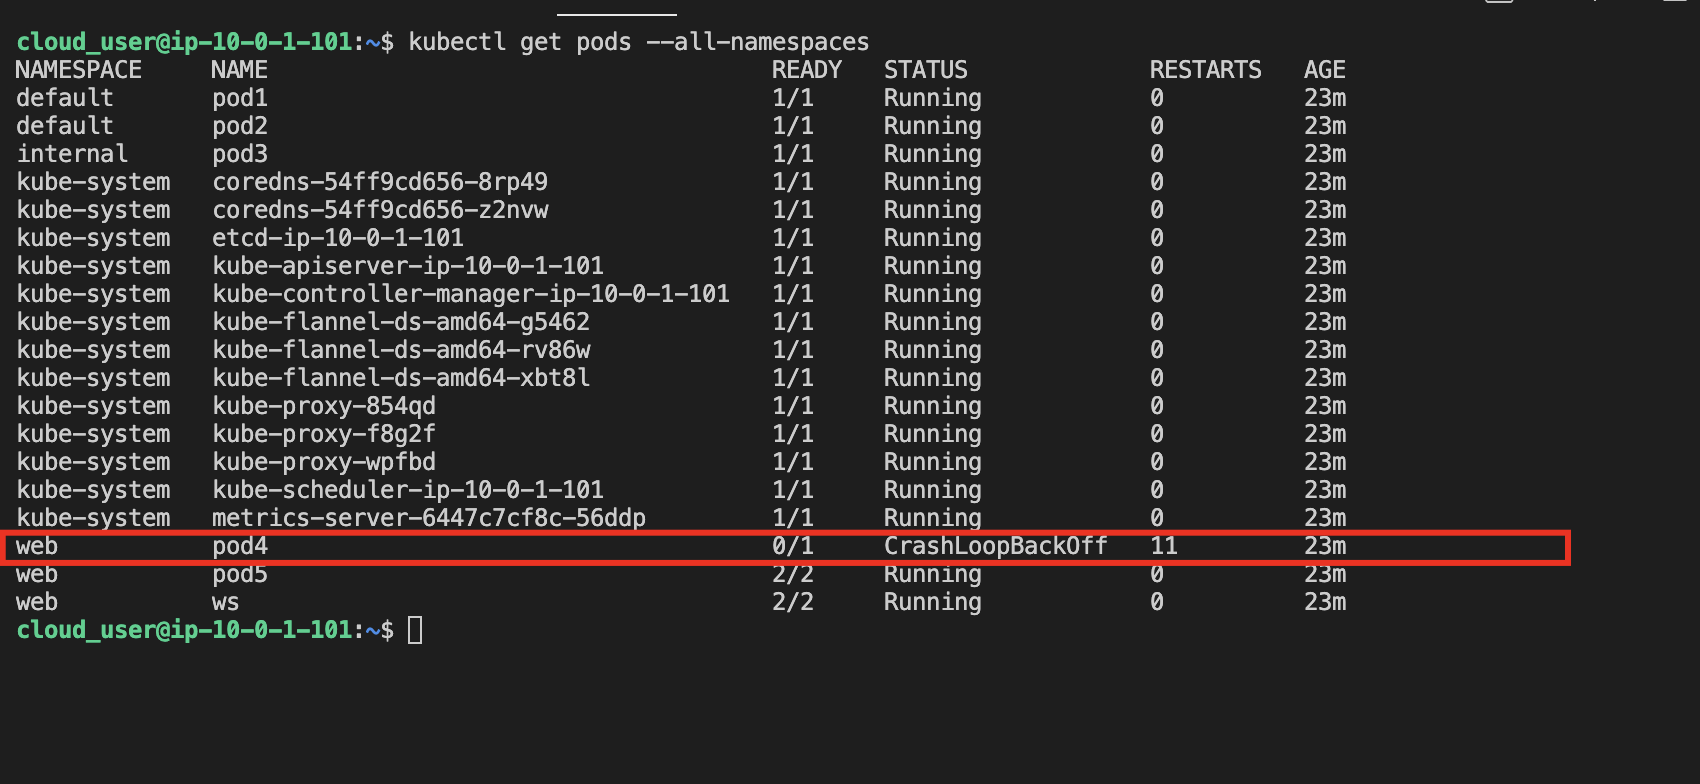 cloud_user@ip-10-0-1-101:~$ kubectl get pods --all-namespaces
NAMESPACE NAME READY STATUS RESTARTS AGE
default pod1 1/1 Running 0 23m
default pod2 1/1 Running 0 23m
internal pod3 1/1 Running 0 23m
kube-system coredns-54ff9cd656-8rp49 1/1 Running 0 23m
kube-system coredns-54ff9cd656-z2nvw 1/1 Running 0 23m
kube-system etcd-ip-10-0-1-101 1/1 Running 0 23m
kube-system kube-apiserver-ip-10-0-1-101 1/1 Running 0 23m
kube-system kube-controller-manager-ip-10-0-1-101 1/1 Running 0 23m
kube-system kube-flannel-ds-amd64-g5462 1/1 Running 0 23m
kube-system kube-flannel-ds-amd64-rv86w 1/1 Running 0 23m
kube-system kube-flannel-ds-amd64-xbt8l 1/1 Running 0 23m
kube-system kube-proxy-854qd 1/1 Running 0 23m
kube-system kube-proxy-f8g2f 1/1 Running 0 23m
kube-system kube-proxy-wpfbd 1/1 Running 0 23m
kube-system kube-scheduler-ip-10-0-1-101 1/1 Running 0 23m
kube-system metrics-server-6447c7cf8c-56ddp 1/1 Running 0 23m
web pod4 0/1 CrashLoopBackOff 11 23m
web pod5 2/2 Running 0 23m
web ws 2/2 Running 0 23m
cloud_user@ip-10-0-1-101:~$